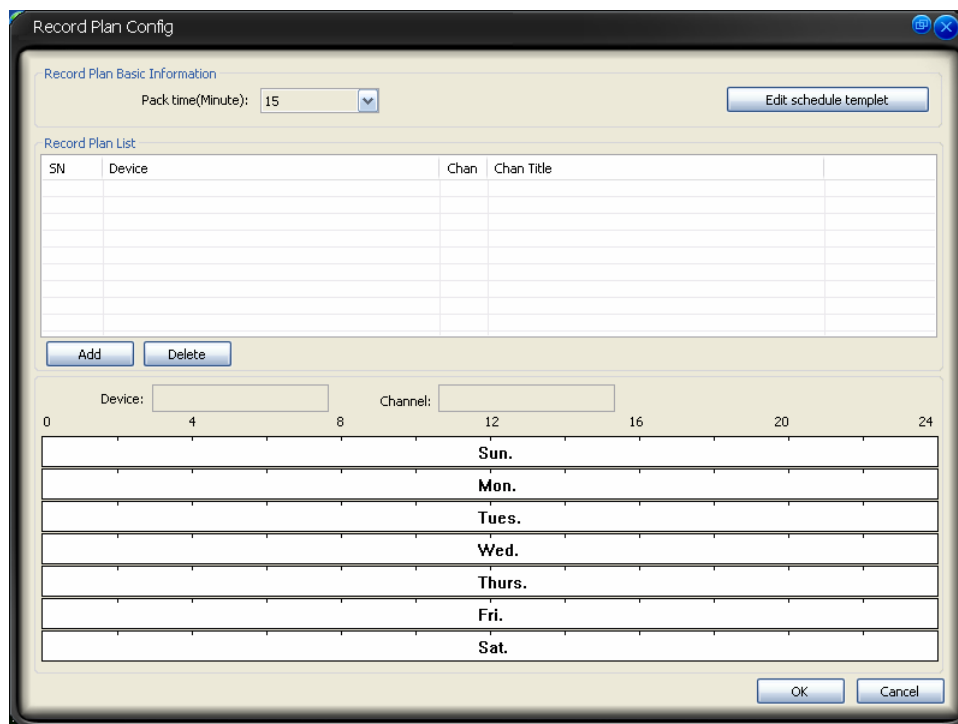 Record Plan Config
Record Plan Basic Information
Pack time(Minute): 15 Edit schedule templet
Record Plan List
SN Device Chan Chan Title
Add Delete
Device: Channel:
0 4 8 12 16 20 24
Sun.
Mon.
Tues.
Wed.
Thurs.
Fri.
Sat.
OK Cancel